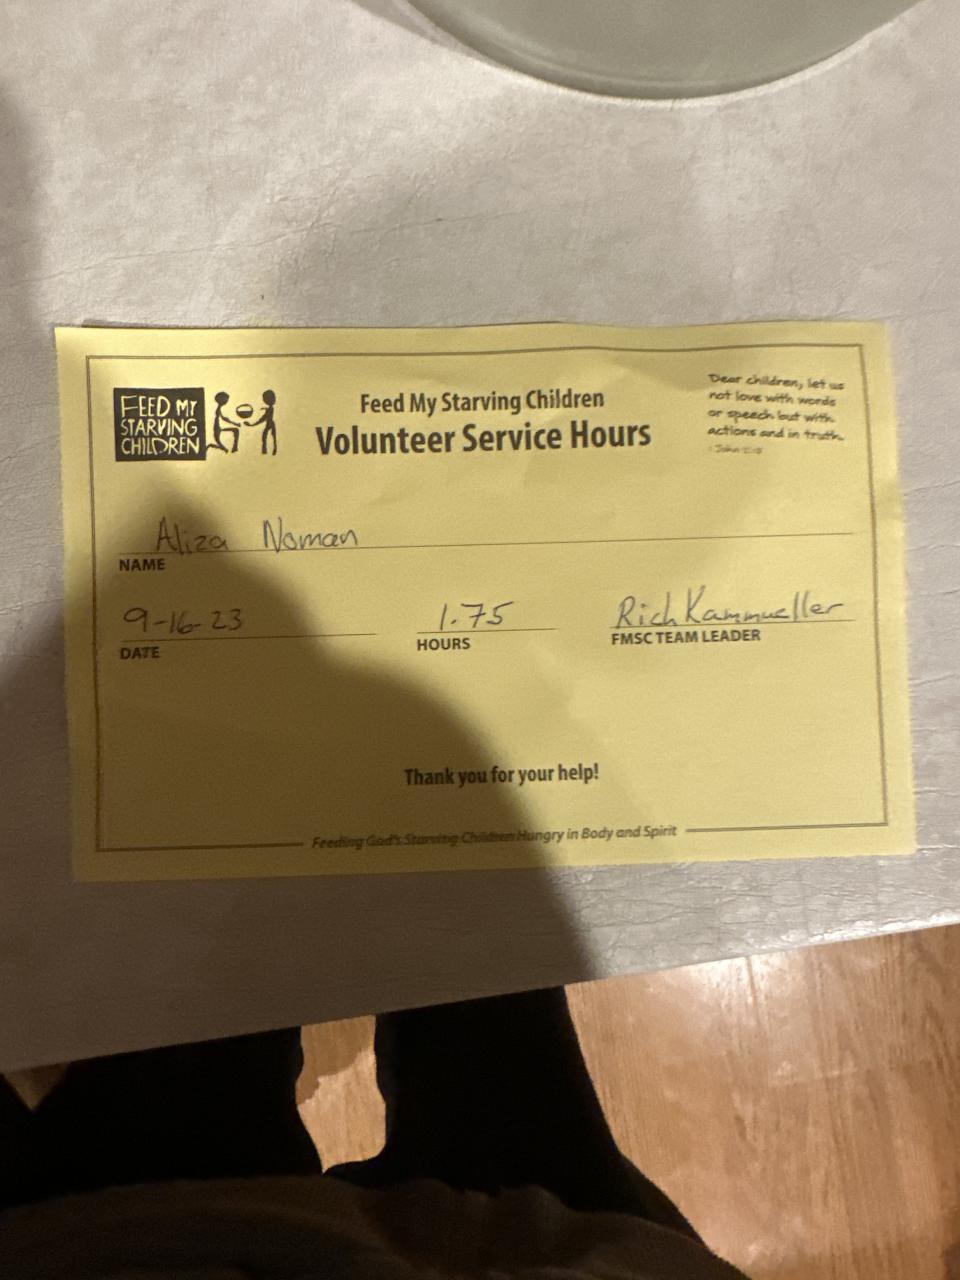 FEED MY
STARVING
CHILDREN
Feed My Starving Children
Volunteer Service Hours
Dear children, let us
not love with words
or speech but with
actions and in truth.
Aliza Noman
NAME
9-16-23
DATE
1.75
HOURS
Rich Kammueller
FMSC TEAM LEADER
Thank you for your help!
Feeding God's Starving Children Hungry in Body and Spirit